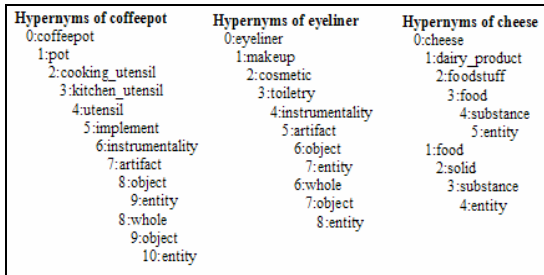 Hypernyms of coffeepot
0:coffeepot
1:pot
2:cooking_utensil
3:kitchen_utensil
4:utensil
5:implement
6:instrumentality
7:artifact
8:object
9:entity
8:whole
9:object
10:entity
Hypernyms of eyeliner
0:eyeliner
1:makeup
2:cosmetic
3:toiletry
4:instrumentality
5:artifact
6:object
7:entity
6:whole
7:object
8:entity
Hypernyms of cheese
0:cheese
1:dairy_product
2:foodstuff
3:food
4:substance
5:entity
1:food
2:solid
3:substance
4:entity